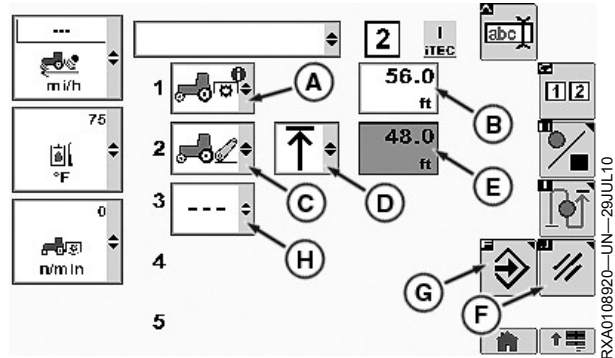 ---
mi/h
75
°F
0
n/min
2
I
iTEC
abc
1
A
56.0
ft
B
2
C
D
48.0
ft
E
3
---
H
4
5
1 2
G
F
RXA0108920—UN—29JUL10